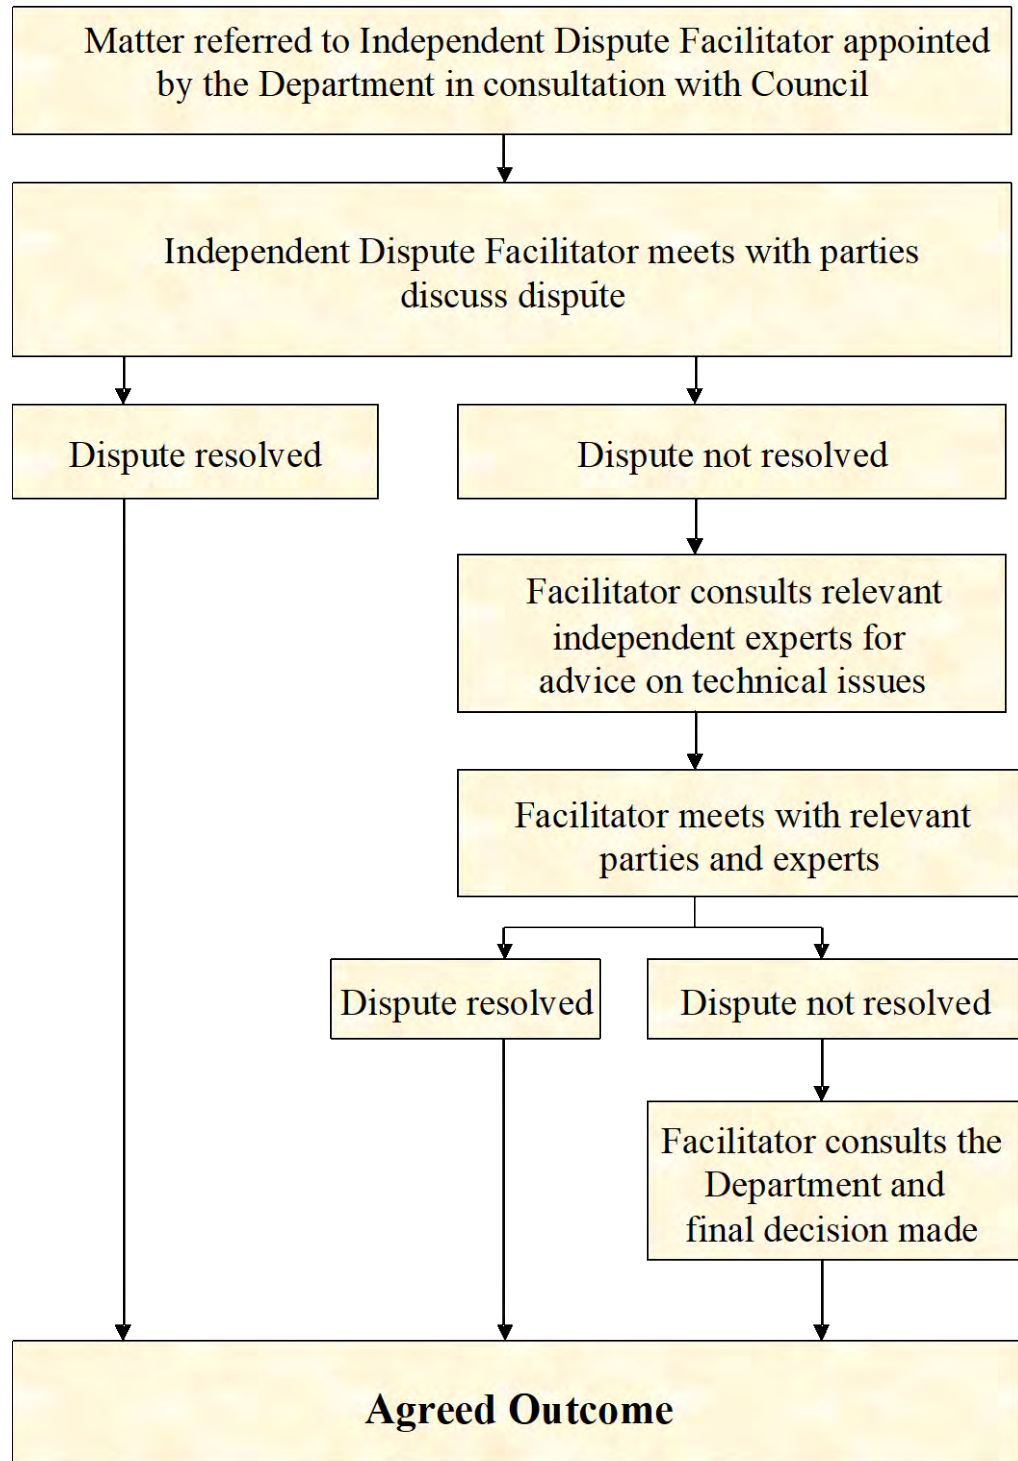 Matter referred to Independent Dispute Facilitator appointed
by the Department in consultation with Council
Independent Dispute Facilitator meets with parties
discuss dispute
Dispute resolved
Dispute not resolved
Facilitator consults relevant
independent experts for
advice on technical issues
Facilitator meets with relevant
parties and experts
Dispute resolved
Dispute not resolved
Facilitator consults the
Department and
final decision made
Agreed Outcome